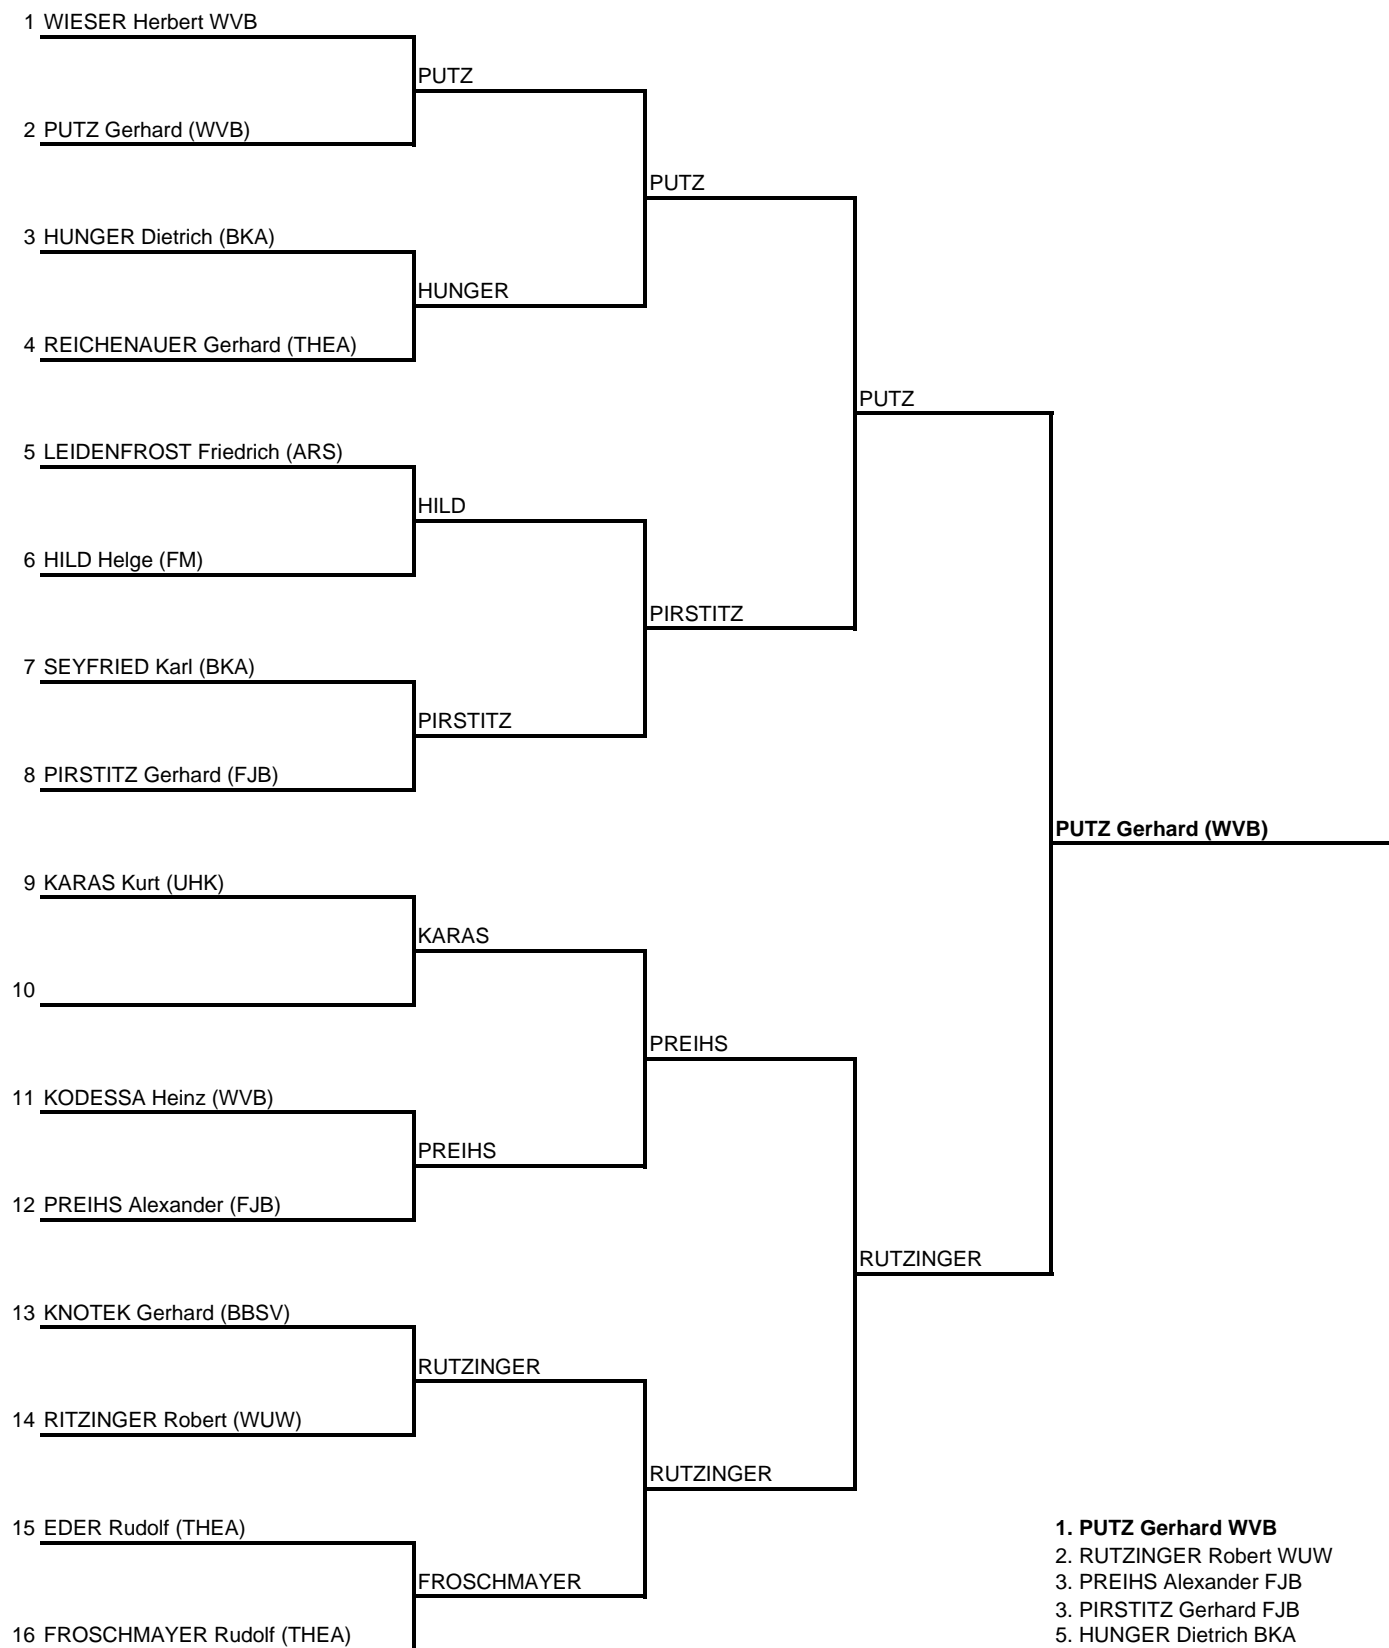 1 WIESER Herbert WVB
PUTZ
2 PUTZ Gerhard (WVB)
PUTZ
3 HUNGER Dietrich (BKA)
HUNGER
4 REICHENAUER Gerhard (THEA)
PUTZ
5 LEIDENFROST Friedrich (ARS)
HILD
6 HILD Helge (FM)
PIRSTITZ
7 SEYFRIED Karl (BKA)
PIRSTITZ
8 PIRSTITZ Gerhard (FJB)
PUTZ Gerhard (WVB)
9 KARAS Kurt (UHK)
KARAS
10
PREIHS
11 KODESSA Heinz (WVB)
PREIHS
12 PREIHS Alexander (FJB)
RUTZINGER
13 KNOTEK Gerhard (BBSV)
RUTZINGER
14 RITZINGER Robert (WUW)
RUTZINGER
15 EDER Rudolf (THEA)
FROSCHMAYER
16 FROSCHMAYER Rudolf (THEA)
1. PUTZ Gerhard WVB
2. RUTZINGER Robert WUW
3. PREIHS Alexander FJB
3. PIRSTITZ Gerhard FJB
5. HUNGER Dietrich BKA